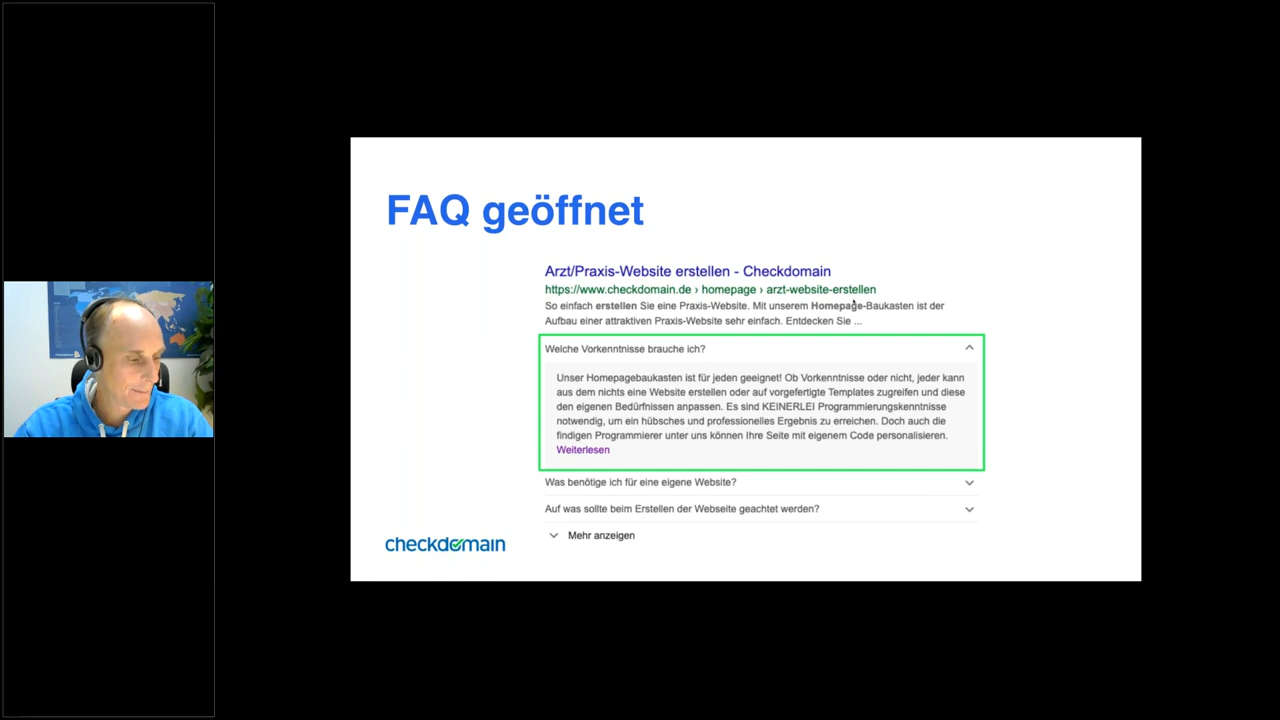 FAQ geöffnet
Arzt/Praxis-Website erstellen - Checkdomain
https://www.checkdomain.de › homepage › arzt-website-erstellen
So einfach erstellen Sie eine Praxis-Website. Mit unserem Homepage-Baukasten ist der
Aufbau einer attraktiven Praxis-Website sehr einfach. Entdecken Sie ...
Welche Vorkenntnisse brauche ich?
Unser Homepagebaukasten ist für jeden geeignet! Ob Vorkenntnisse oder nicht, jeder kann
aus dem nichts eine Website erstellen oder auf vorgefertigte Templates zugreifen und diese
den eigenen Bedürfnissen anpassen. Es sind KEINERLEI Programmierungskenntnisse
notwendig, um ein hübsches und professionelles Ergebnis zu erreichen. Doch auch die
findigen Programmierer unter uns können Ihre Seite mit eigenem Code personalisieren.
Weiterlesen
Was benötige ich für eine eigene Website?
Auf was sollte beim Erstellen der Webseite geachtet werden?
Mehr anzeigen
checkdomain